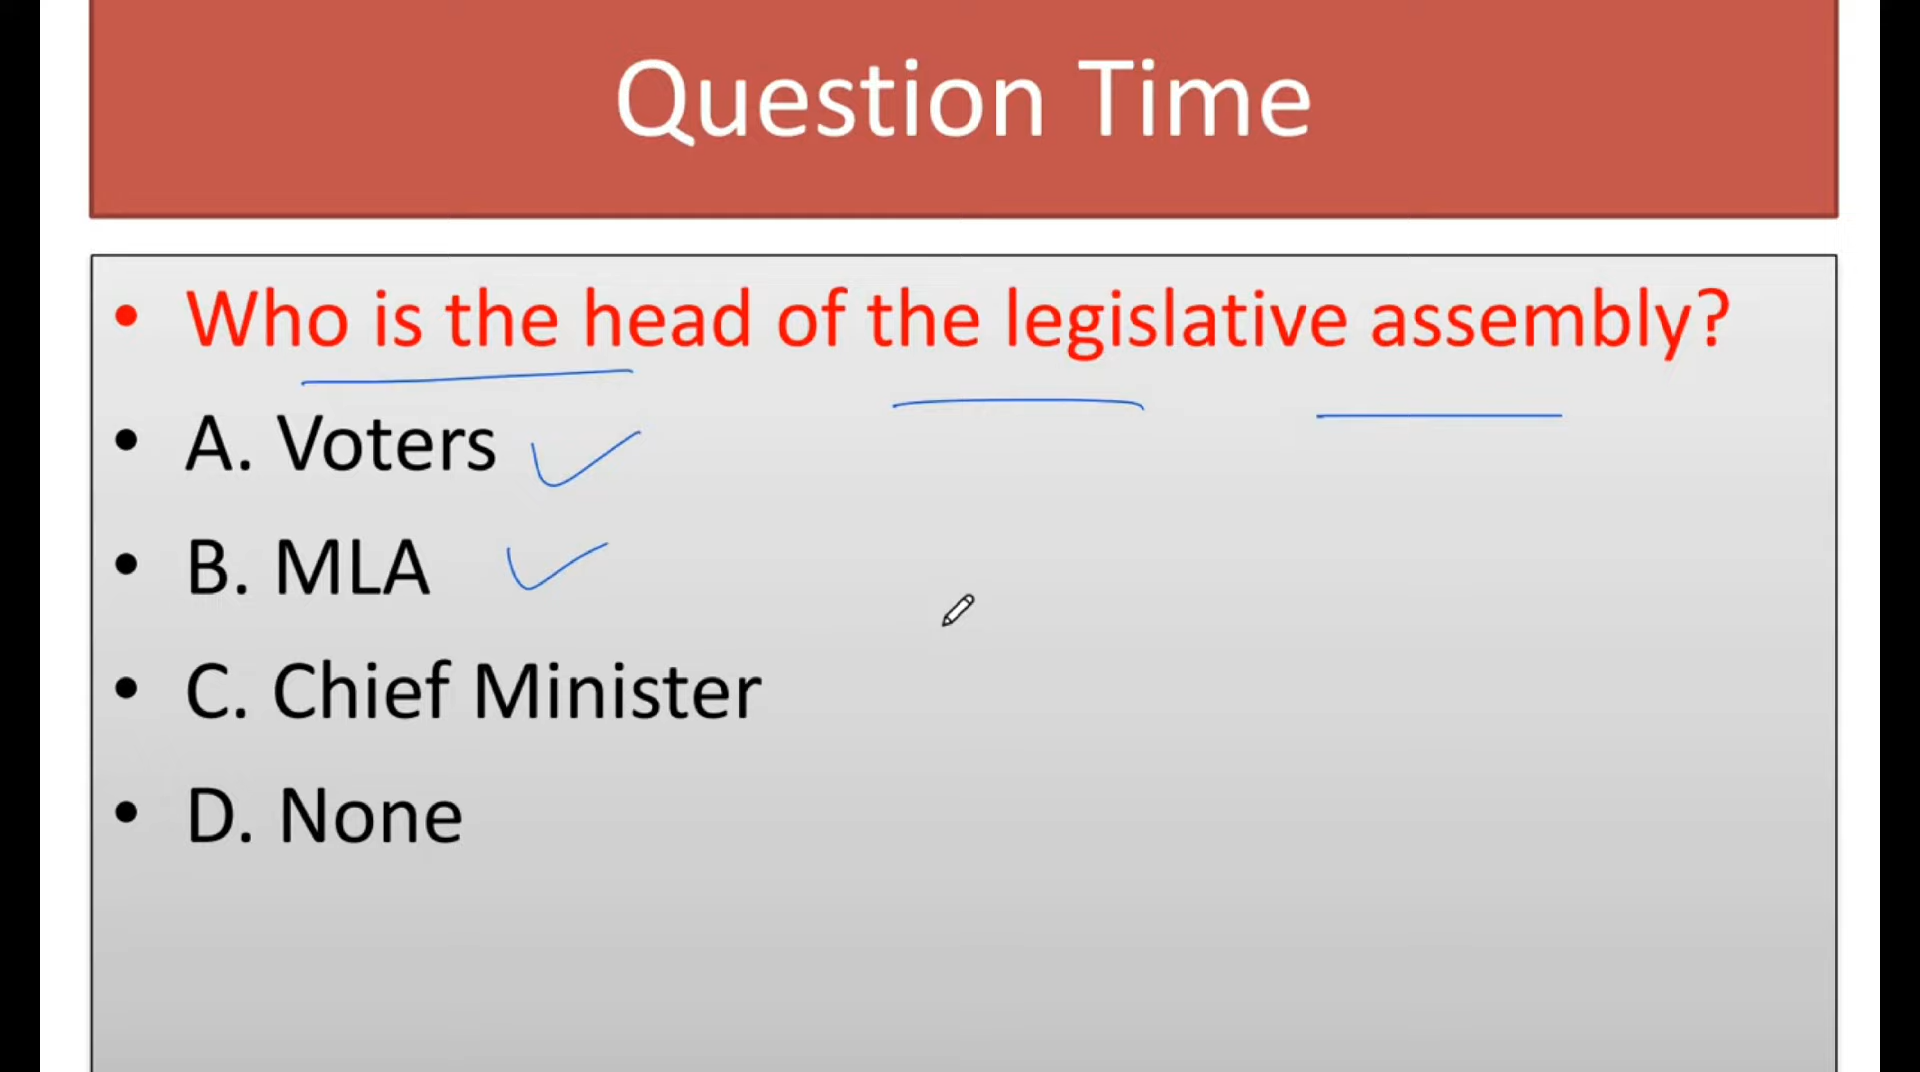 Question Time
• Who is the head of the legislative assembly?
• A. Voters
• B. MLA
• C. Chief Minister
• D. None